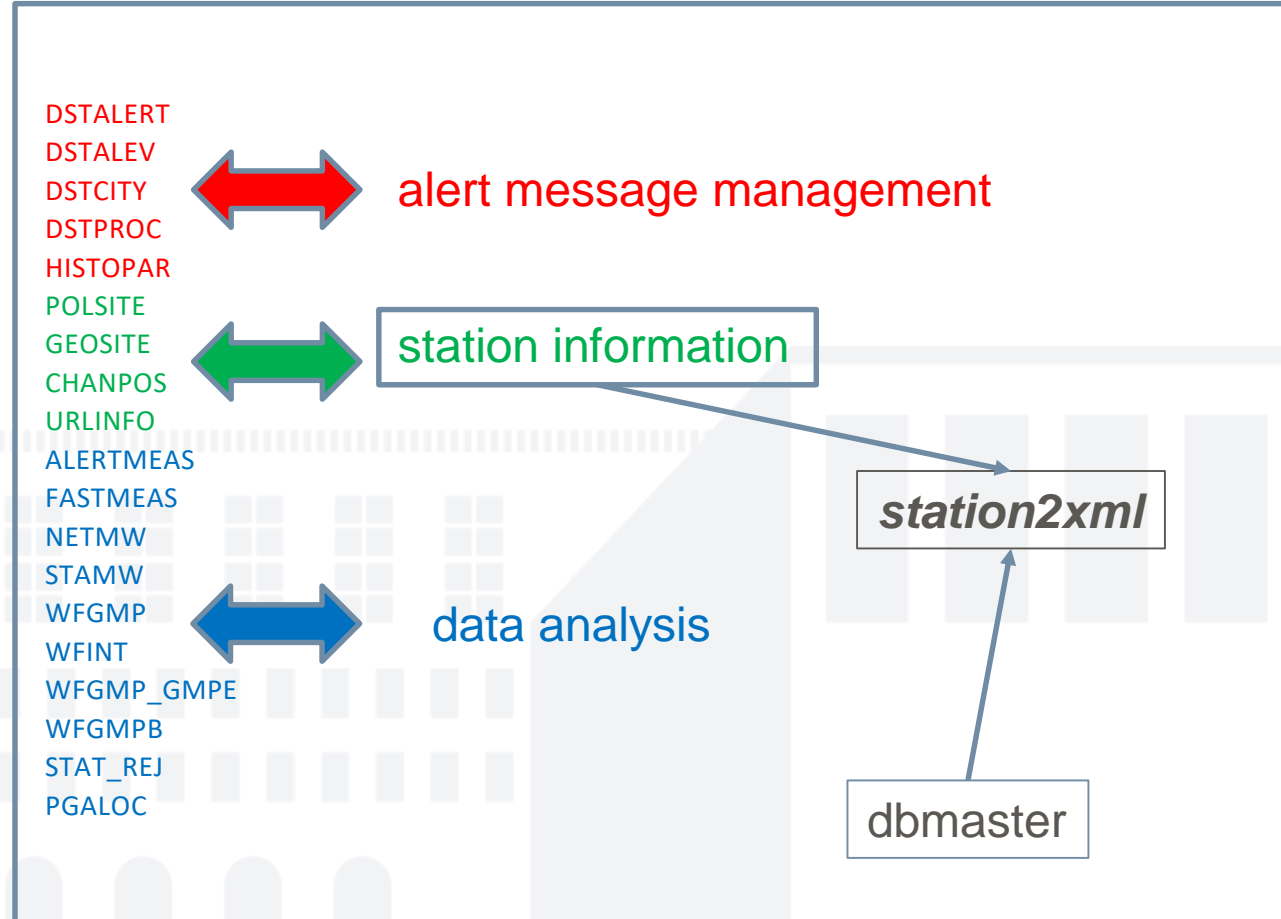 DSTALERT
DSTALEV
DSTCITY
DSTPROC
HISTOPAR
alert message management
POLSITE
GEOSITE
CHANPOS
URLINFO
station information
ALERTMEAS
FASTMEAS
NETMW
STAMW
WFGMP
WFINT
WFGMP_GMPE
WFGMPB
STAT_REJ
PGALOC
data analysis
station2xml
dbmaster